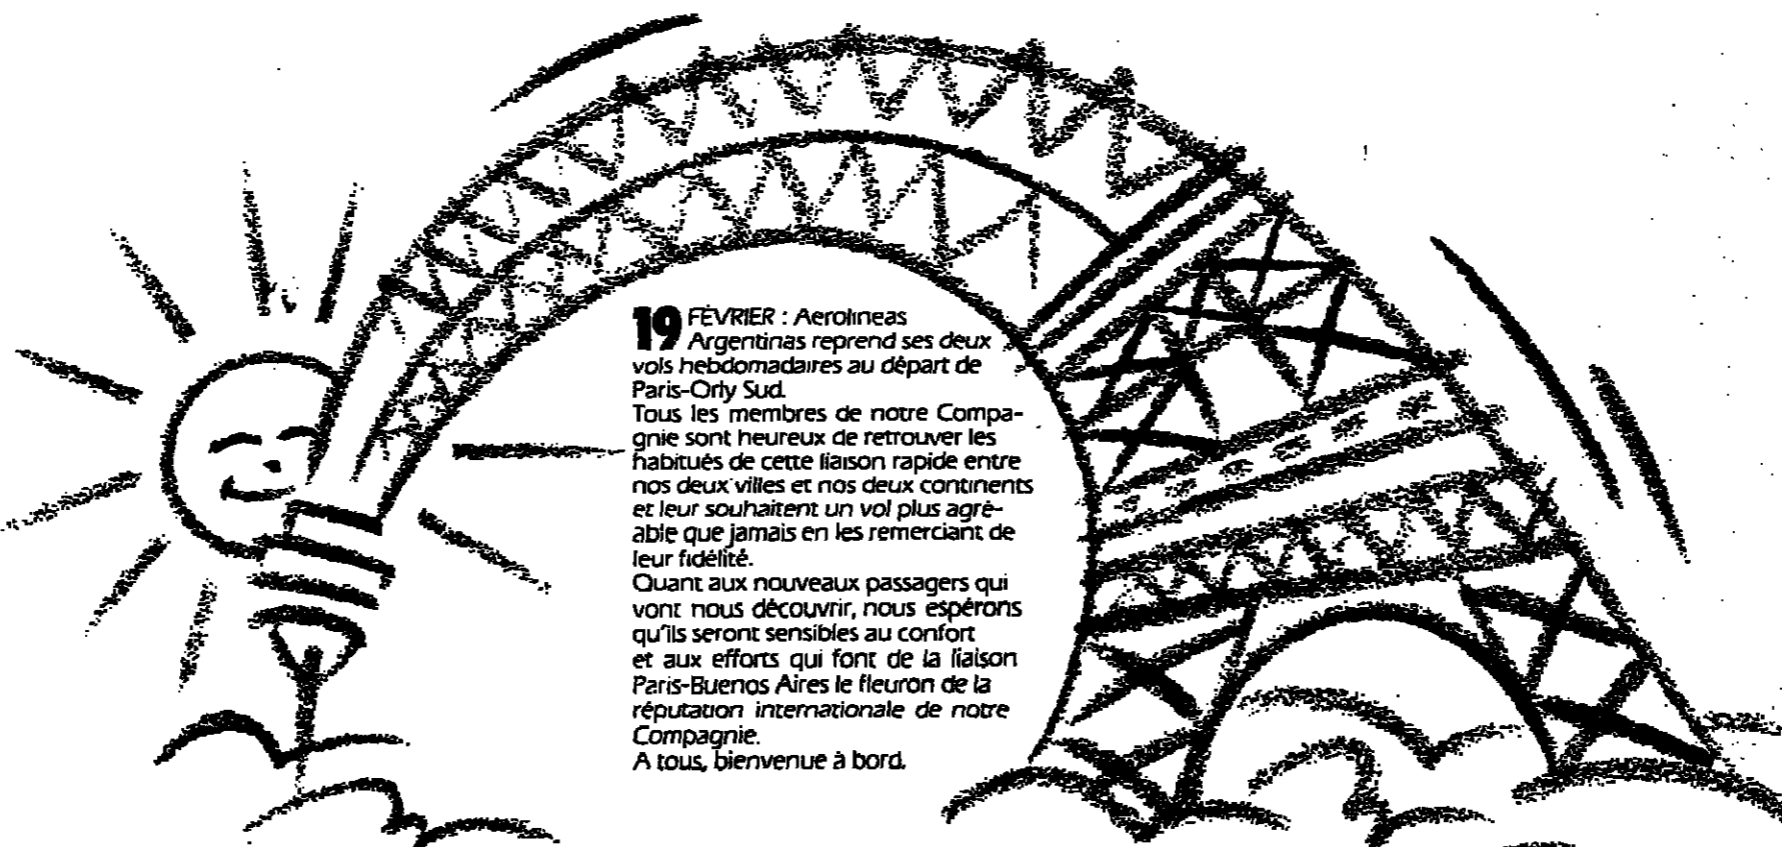 19 FÉVRIER : Aerolineas
Argentinas reprend ses deux
vols hebdomadaires au départ de
Paris-Orly Sud.
Tous les membres de notre Compa-
gnie sont heureux de retrouver les
habitués de cette liaison rapide entre
nos deux villes et nos deux continents
et leur souhaitent un vol plus agré-
able que jamais en les remerciant de
leur fidélité.
Quant aux nouveaux passagers qui
vont nous découvrir, nous espérons
qu'ils seront sensibles au confort
et aux efforts qui font de la liaison
Paris-Buenos Aires le fleuron de la
réputation internationale de notre
Compagnie.
A tous, bienvenue à bord.